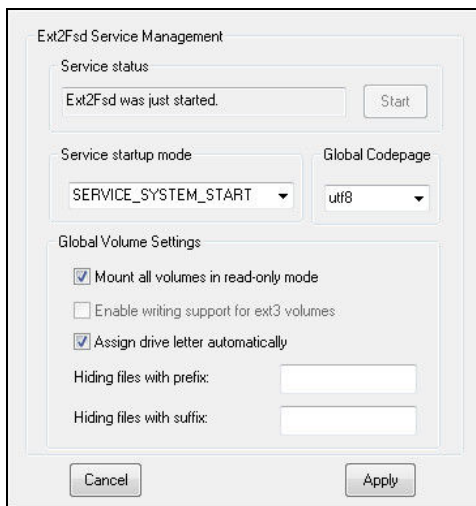 Ext2Fsd Service Management
Service status
Ext2Fsd was just started.
Start
Service startup mode
Global Codepage
SERVICE_SYSTEM_START
utf8
Global Volume Settings
Mount all volumes in read-only mode
Enable writing support for ext3 volumes
Assign drive letter automatically
Hiding files with prefix:
Hiding files with suffix:
Cancel
Apply